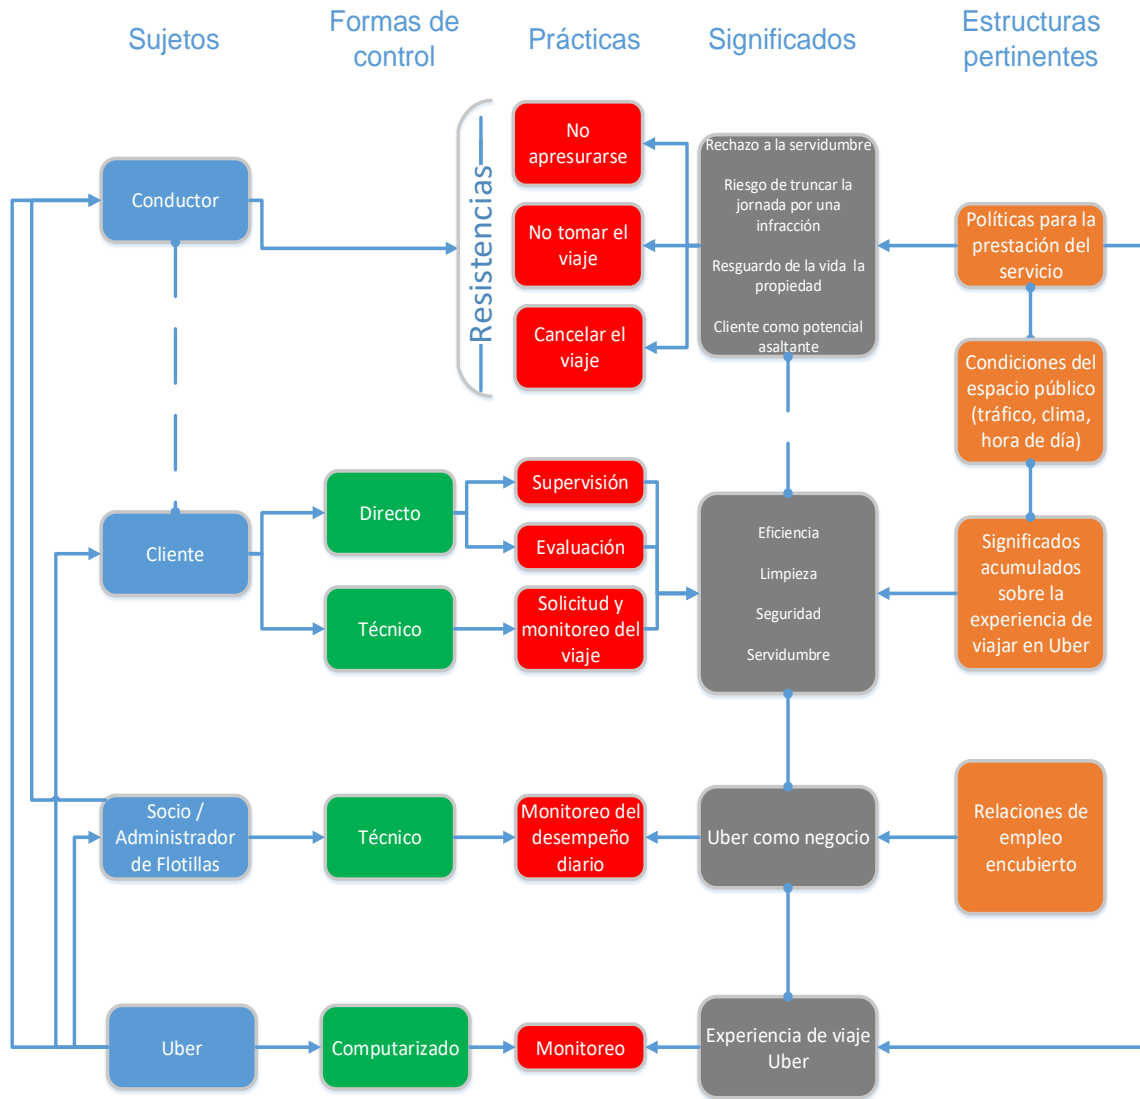 Sujetos
Formas de
control
Prácticas
Significados
Estructuras
pertinentes
Conductor
Resistencias
No
apresurarse
No tomar el
viaje
Cancelar el
viaje
Rechazo a la servidumbre
Riesgo de truncar la
jornada por una
infracción
Resguardo de la vida la
propiedad
Cliente como potencial
asaltante
Políticas para la
prestación del
servicio
Condiciones del
espacio público
(tráfico, clima,
hora de día)
Cliente
Directo
Técnico
Supervisión
Evaluación
Solicitud y
monitoreo del
viaje
Eficiencia
Limpieza
Seguridad
Servidumbre
Significados
acumulados
sobre la
experiencia de
viajar en Uber
Socio /
Administrador
de Flotillas
Técnico
Monitoreo del
desempeño
diario
Uber como negocio
Relaciones de
empleo
encubierto
Uber
Computarizado
Monitoreo
Experiencia de viaje
Uber